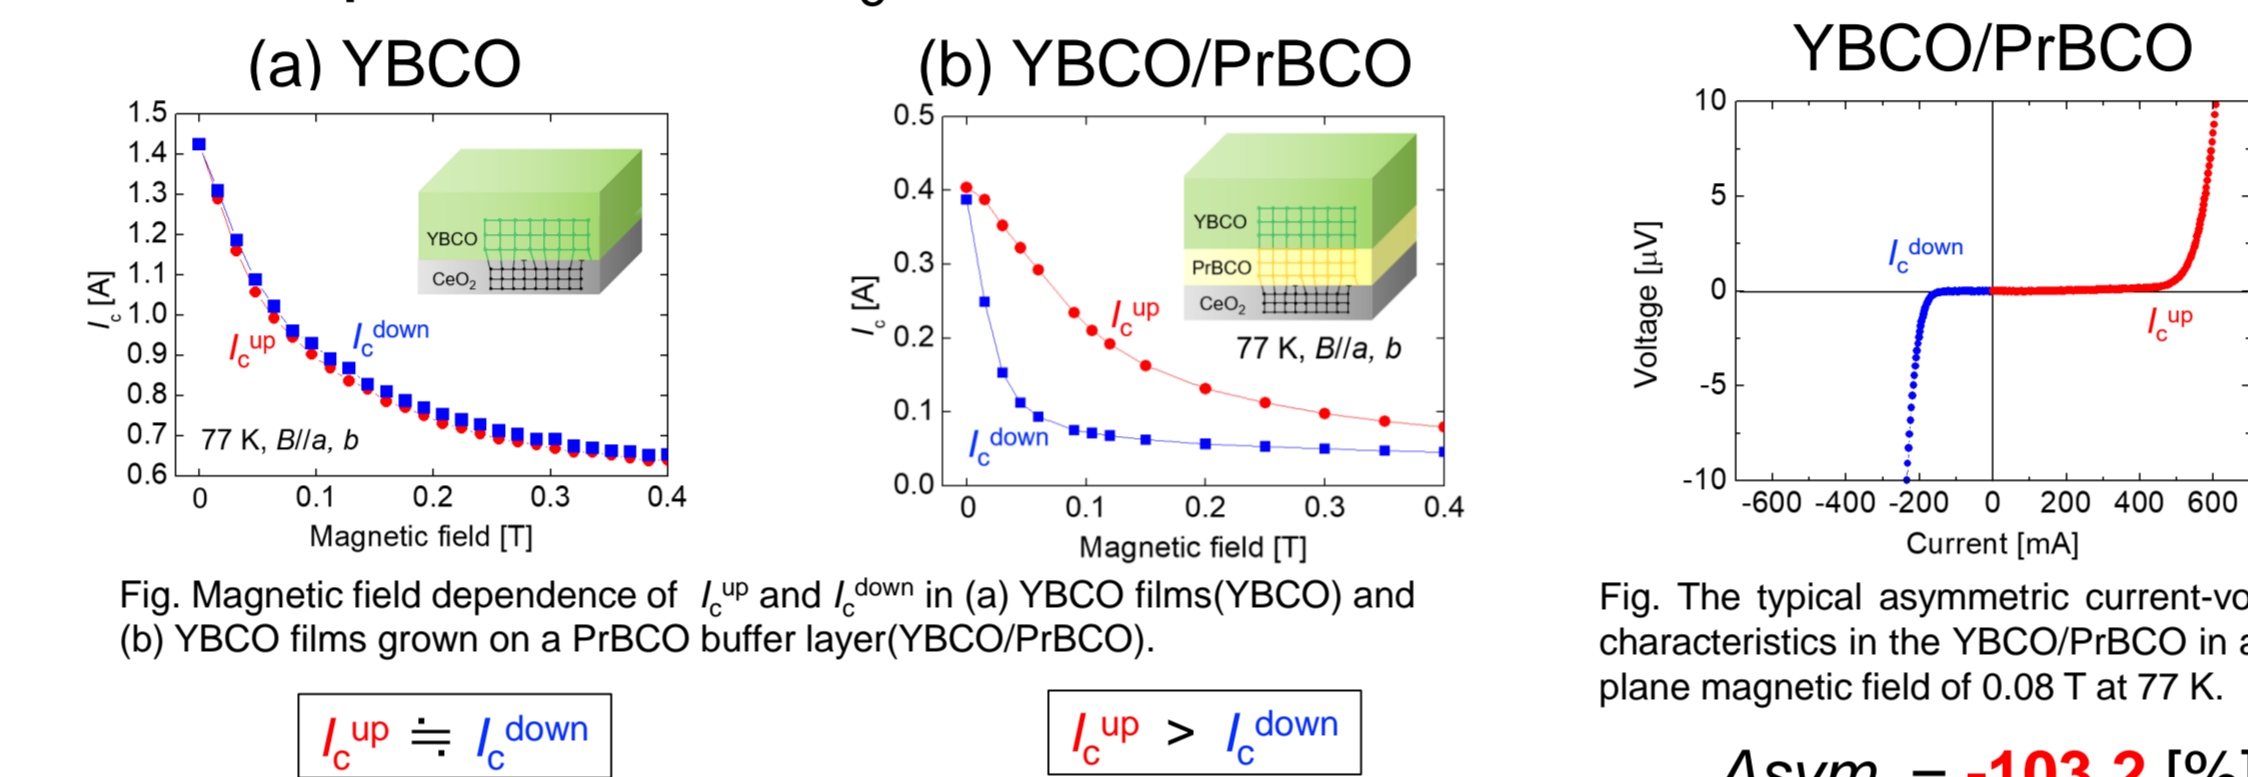 (a) YBCO
1.5
1.4
1.3
1.2
1.1
1.0
0.9
0.8
0.7
0.6
I_c [A]
YBCO
CeO₂
I_c^up
I_c^down
77 K, B//a, b
0 0.1 0.2 0.3 0.4
Magnetic field [T]
(b) YBCO/PrBCO
0.5
0.4
0.3
0.2
0.1
0.0
I_c [A]
YBCO
PrBCO
CeO₂
I_c^up
77 K, B//a, b
I_c^down
0 0.1 0.2 0.3 0.4
Magnetic field [T]
Fig. Magnetic field dependence of I_c^up and I_c^down in (a) YBCO films(YBCO) and
(b) YBCO films grown on a PrBCO buffer layer(YBCO/PrBCO).
I_c^up ≒ I_c^down
I_c^up > I_c^down
YBCO/PrBCO
10
5
0
-5
-10
Voltage [µV]
I_c^down
I_c^up
-600 -400 -200 0 200 400 600
Current [mA]
Fig. The typical asymmetric current-vo
characteristics in the YBCO/PrBCO in a
plane magnetic field of 0.08 T at 77 K.
Asym. = -103.2 [%]